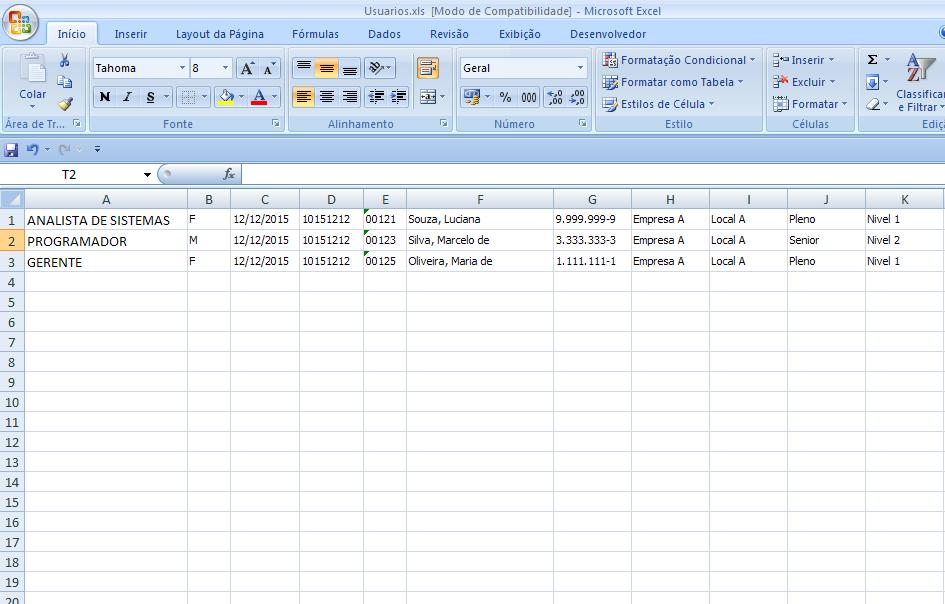 Usuarios.xls [Modo de Compatibilidade] - Microsoft Excel
Início Inserir Layout da Página Fórmulas Dados Revisão Exibição Desenvolvedor
Tahoma 8 A A Geral Formatação Condicional Inserir Σ
Colar Formatar como Tabela Excluir Classificar
N I S A % 000 ,00 ,00 Estilos de Célula Formatar e Filtrar
Área de Tr... Fonte Alinhamento Número Estilo Células Ediç
T2 fx
A B C D E F G H I J K
1 ANALISTA DE SISTEMAS F 12/12/2015 10151212 00121 Souza, Luciana 9.999.999-9 Empresa A Local A Pleno Nivel 1
2 PROGRAMADOR M 12/12/2015 10151212 00123 Silva, Marcelo de 3.333.333-3 Empresa A Local A Senior Nivel 2
3 GERENTE F 12/12/2015 10151212 00125 Oliveira, Maria de 1.111.111-1 Empresa A Local A Pleno Nivel 1
4
5
6
7
8
9
10
11
12
13
14
15
16
17
18
19
20